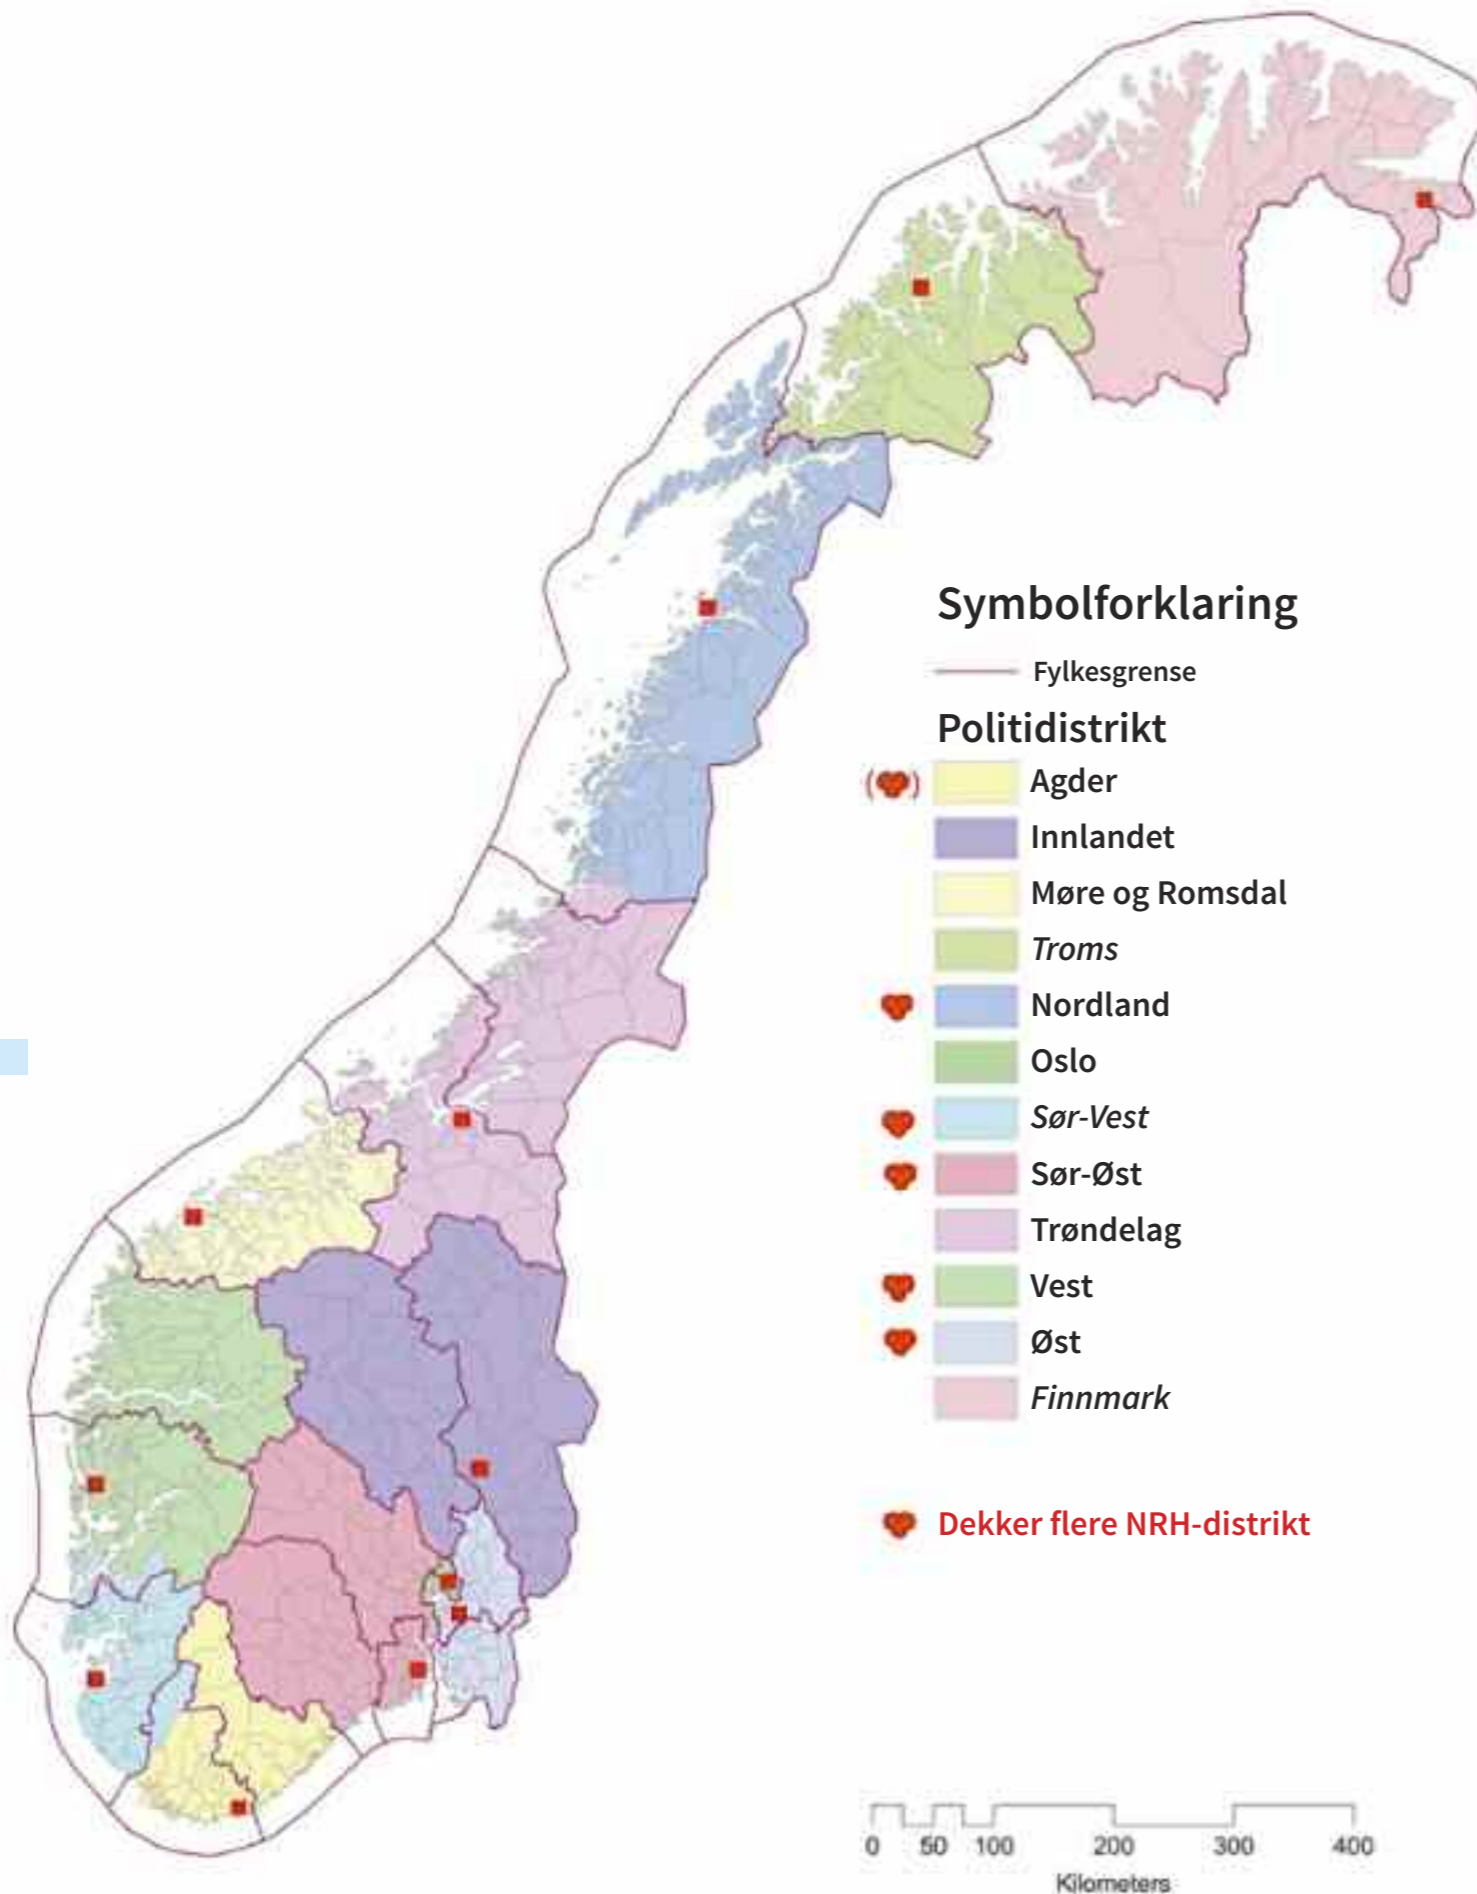 Symbolforklaring
Fylkesgrense
Politidistrikt
( ) Agder
Innlandet
Møre og Romsdal
Troms
Nordland
Oslo
Sør-Vest
Sør-Øst
Trøndelag
Vest
Øst
Finnmark
Dekker flere NRH-distrikt
0 50 100 200 300 400
Kilometers